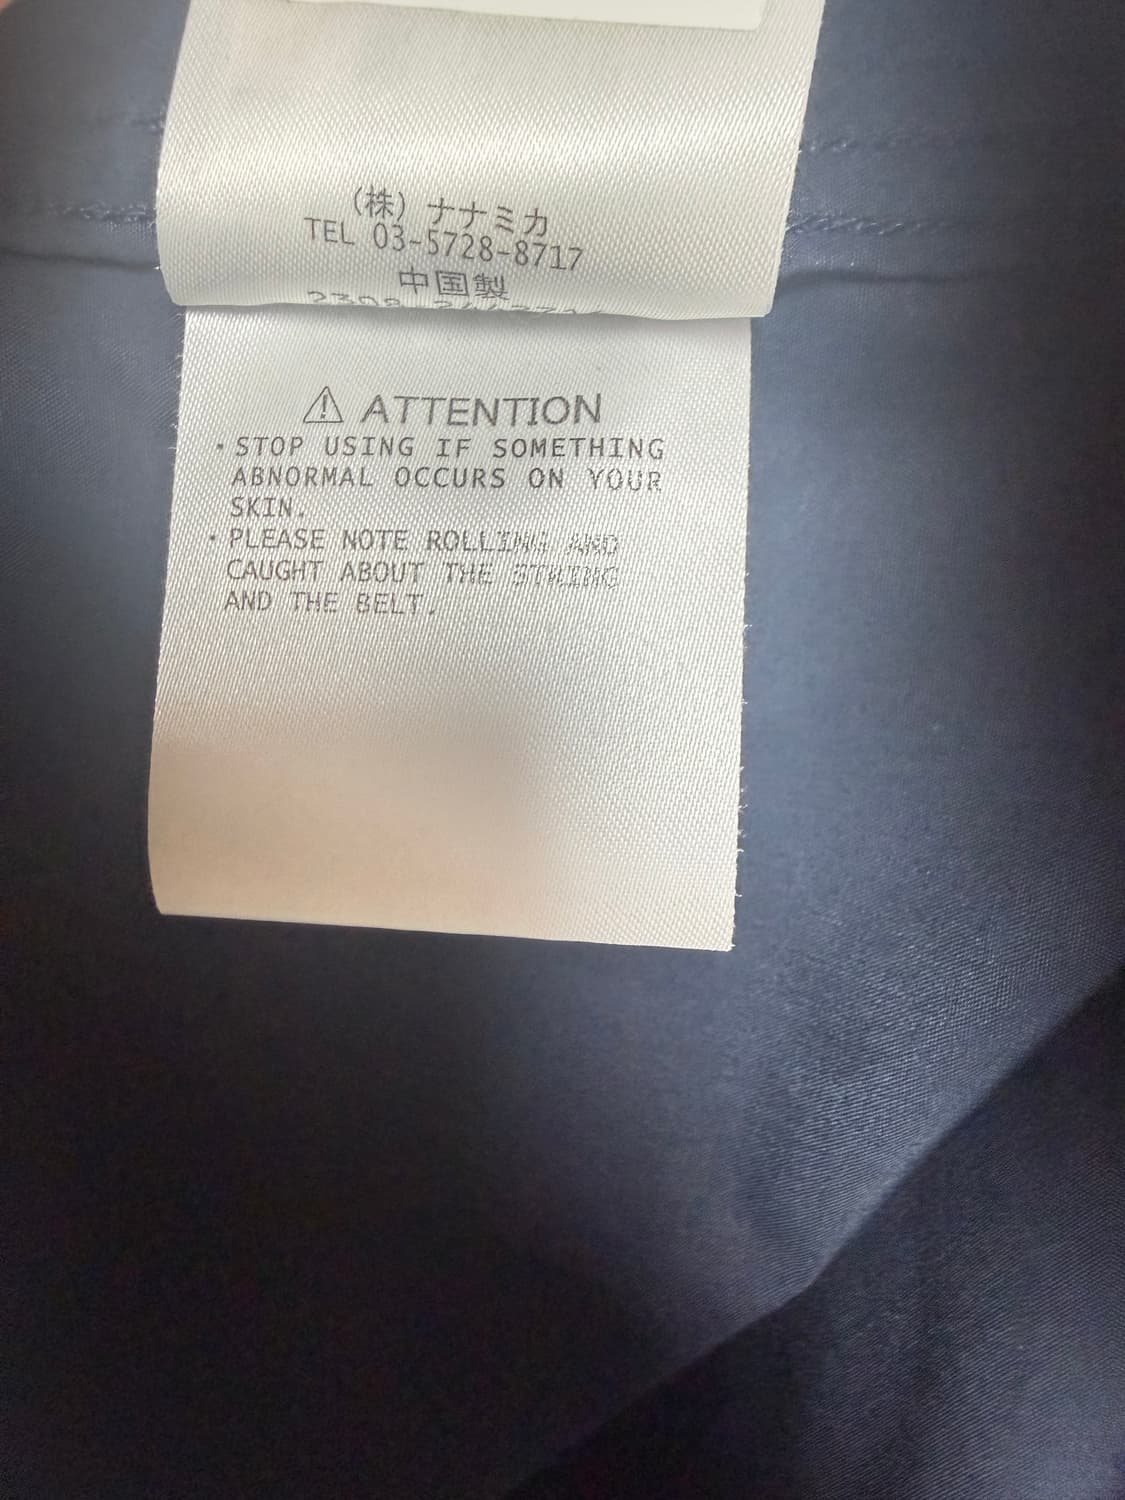 (株) ナナミカ
TEL 03-5728-8717
中国製
⚠ ATTENTION
・STOP USING IF SOMETHING
ABNORMAL OCCURS ON YOUR
SKIN.
・PLEASE NOTE ROLLING AND
CAUGHT ABOUT THE STRING
AND THE BELT.